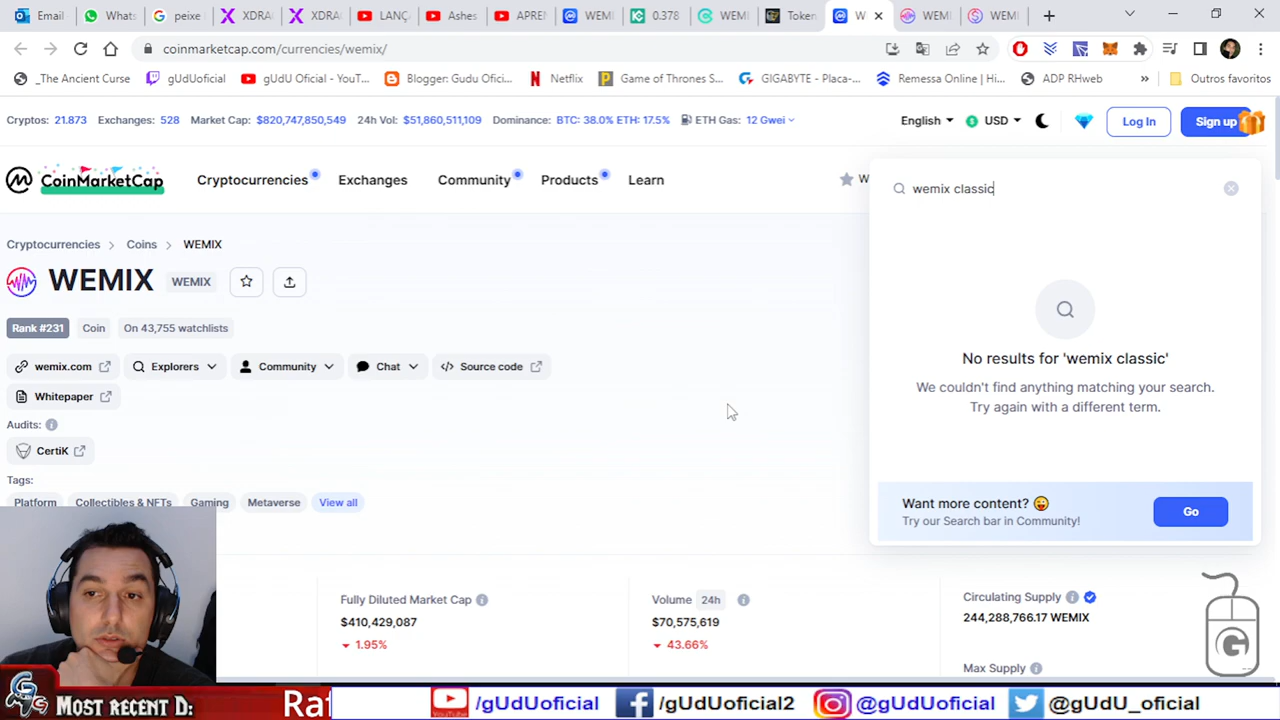 Email
Whats
peixe
XDRA
XDRA
LANÇ
Ashes
APREN
WEMI
0.378
WEMI
Token
W
WEMI
WEMI
coinmarketcap.com/currencies/wemix/
_The Ancient Curse
gUdUoficial
gUdU Oficial - YouT...
Blogger: Gudu Ofici...
Netflix
Game of Thrones S...
GIGABYTE - Placa-...
Remessa Online | Hi...
ADP RHweb
»
Outros favoritos
Cryptos: 21.873 Exchanges: 528 Market Cap: $820,747,850,549 24h Vol: $51,860,511,109 Dominance: BTC: 38.0% ETH: 17.5% ETH Gas: 12 Gwei
English
USD
Log In
Sign up
CoinMarketCap
Cryptocurrencies
Exchanges
Community
Products
Learn
W
wemix classic
Cryptocurrencies > Coins > WEMIX
WEMIX WEMIX
Rank #231
Coin
On 43,755 watchlists
wemix.com
Explorers
Community
Chat
Source code
Whitepaper
Audits:
CertiK
Tags:
Platform
Collectibles & NFTs
Gaming
Metaverse
View all
No results for 'wemix classic'
We couldn't find anything matching your search.
Try again with a different term.
Want more content?
Try our Search bar in Community!
Go
Fully Diluted Market Cap
$410,429,087
1.95%
Volume 24h
$70,575,619
43.66%
Circulating Supply
244,288,766.17 WEMIX
Max Supply
Most recent D:
YouTube
/gUdUoficial
/gUdUoficial2
@gUdUoficial
@gUdU_oficial